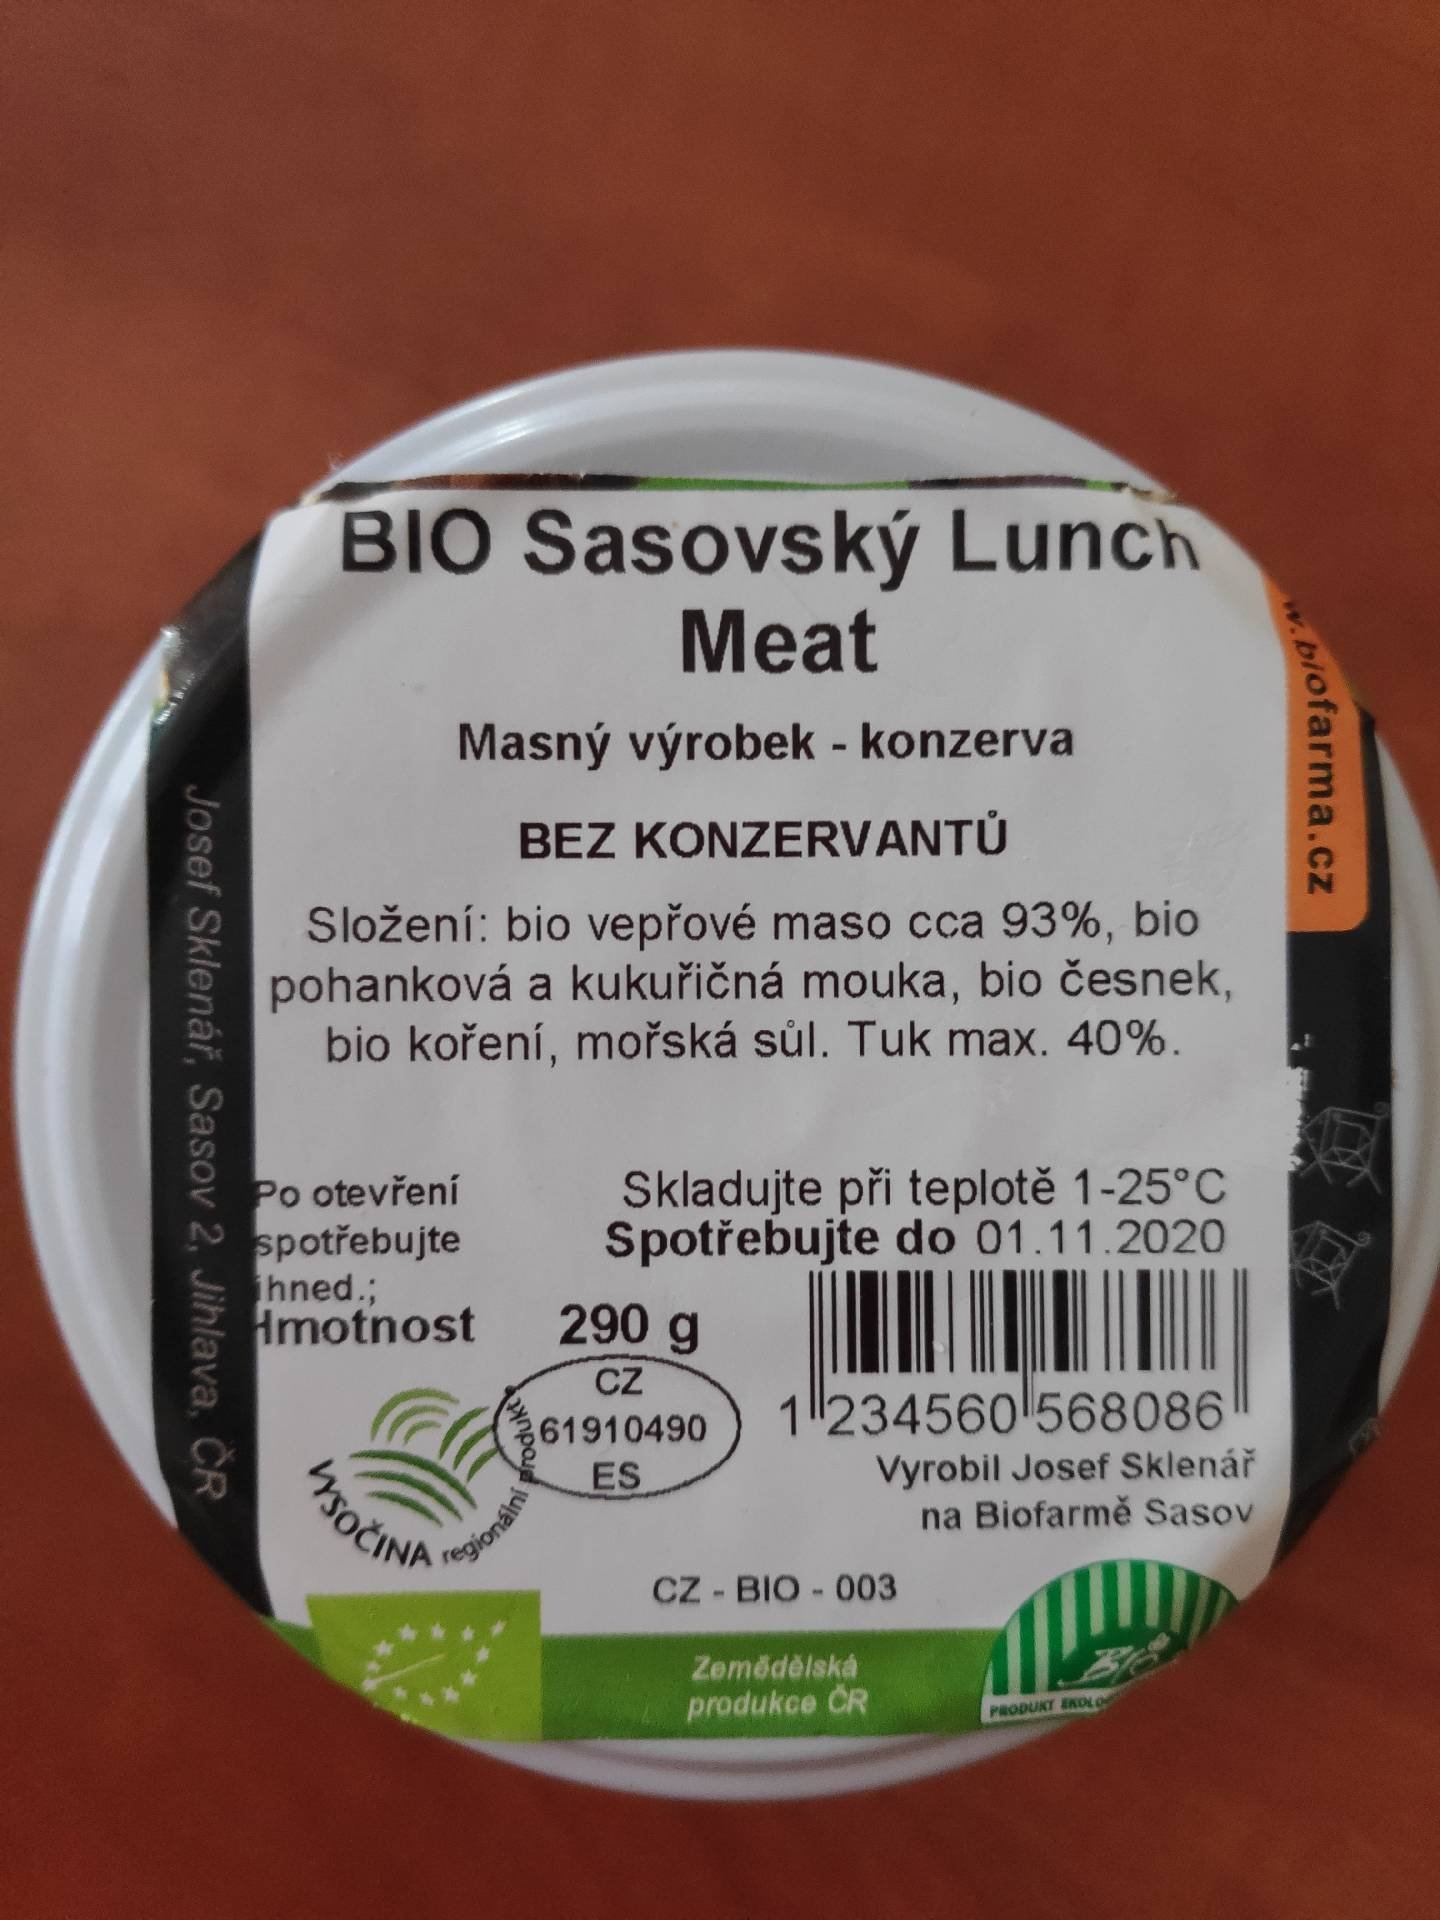 BIO Sasovský Lunch
Meat
Masný výrobek - konzerva
BEZ KONZERVANTŮ
Složení: bio vepřové maso cca 93%, bio
pohanková a kukuřičná mouka, bio česnek,
bio koření, mořská sůl. Tuk max. 40%.
Po otevření
spotřebujte
ihned.;
Hmotnost 290 g
Skladujte při teplotě 1-25°C
Spotřebujte do 01.11.2020
1 234560 568086
CZ
61910490
ES
Vyrobil Josef Sklenář
na Biofarmě Sasov
VYSOČINA regionální produkt®
CZ - BIO - 003
Zemědělská
produkce ČR
BIO
PRODUKT EKOLO
Josef Sklenář, Sasov 2, Jihlava, ČR
w.biofarma.cz